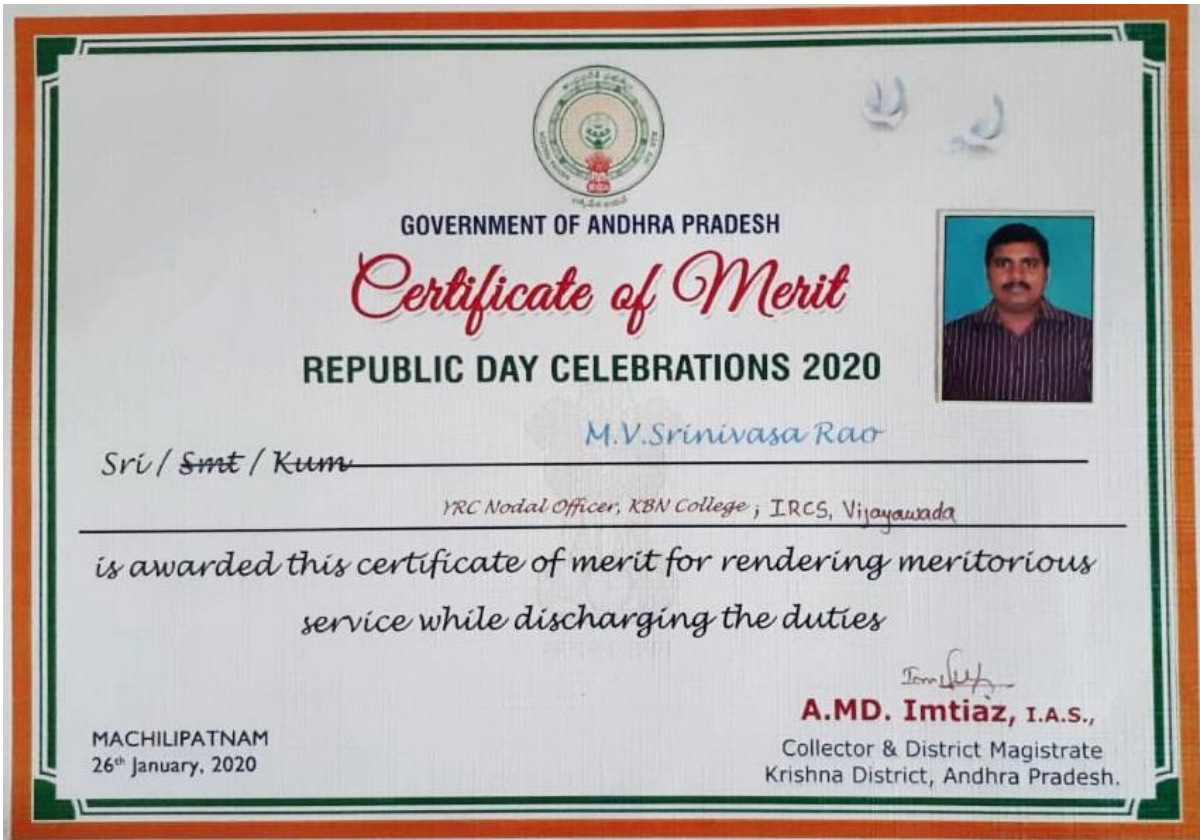 GOVERNMENT OF ANDHRA PRADESH
Certificate of Merit
REPUBLIC DAY CELEBRATIONS 2020
M.V.Srinivasa Rao
Sri / Smt / Kum
YRC Nodal Officer, KBN College ; IRCS, Vijayawada
is awarded this certificate of merit for rendering meritorious
service while discharging the duties
A.MD. Imtiaz, I.A.S.,
Collector & District Magistrate
Krishna District, Andhra Pradesh.
MACHILIPATNAM
26th January, 2020